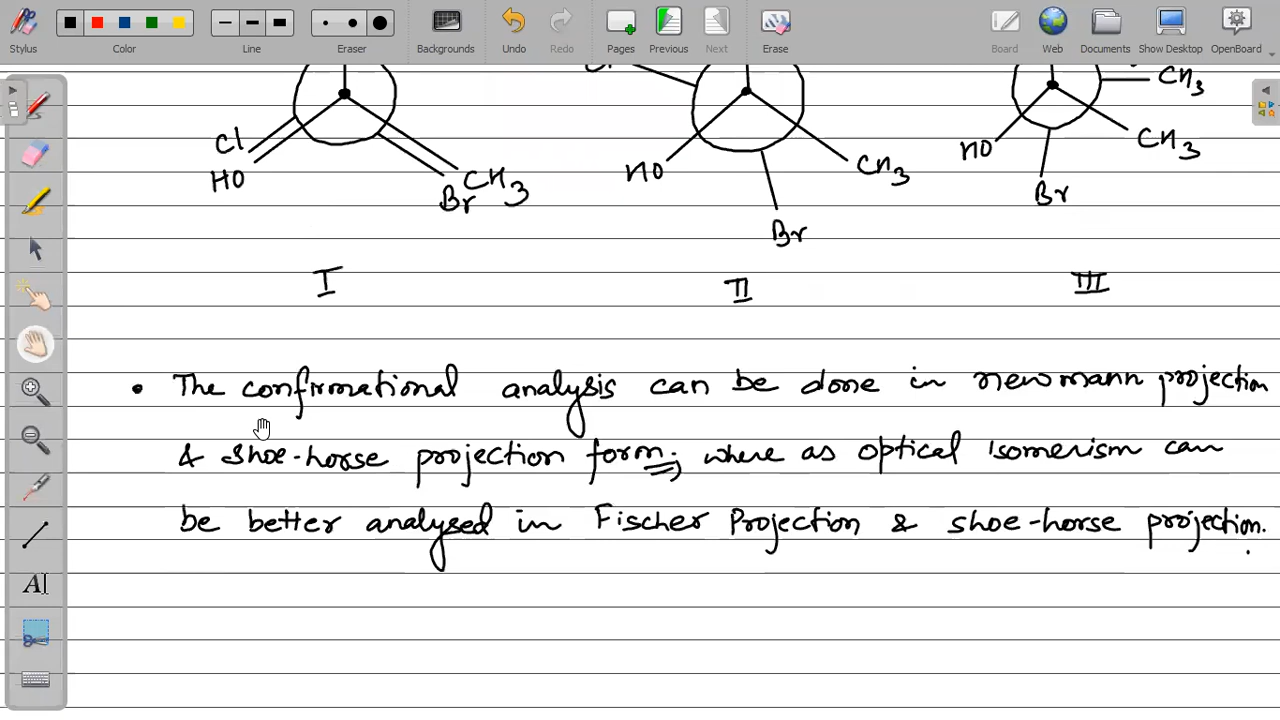 Stylus Color Line Eraser Backgrounds Undo Redo Pages Previous Next Erase Board Web Documents Show Desktop OpenBoard
CH3
Cl
HO
CH3
Br
HO
CH3
Br
HO
CH3
Br
I
II
III
• The confirmational analysis can be done in newmann projection
& shoe-horse projection form, where as optical Isomerism can
be better analysed in Fischer Projection & shoe-horse projection.